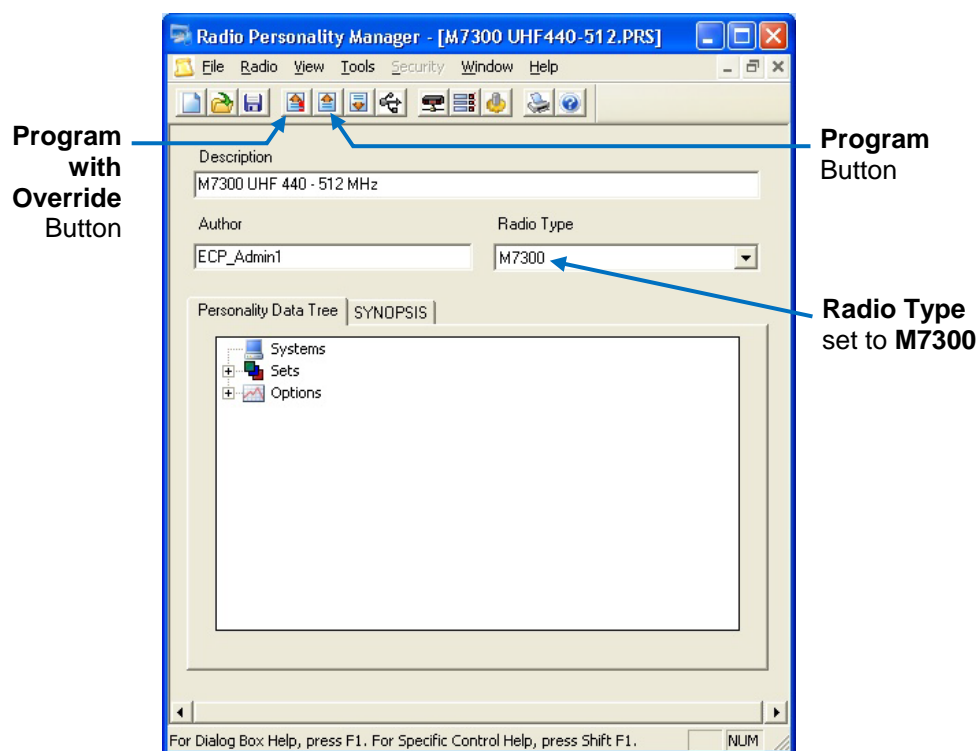 Radio Personality Manager - [M7300 UHF440-512.PRS]
File Radio View Tools Security Window Help
Program
with
Override
Button
Program
Button
Description
M7300 UHF 440 - 512 MHz
Author
Radio Type
ECP_Admin1
M7300
Radio Type
set to M7300
Personality Data Tree
SYNOPSIS
Systems
Sets
Options
For Dialog Box Help, press F1. For Specific Control Help, press Shift F1.
NUM